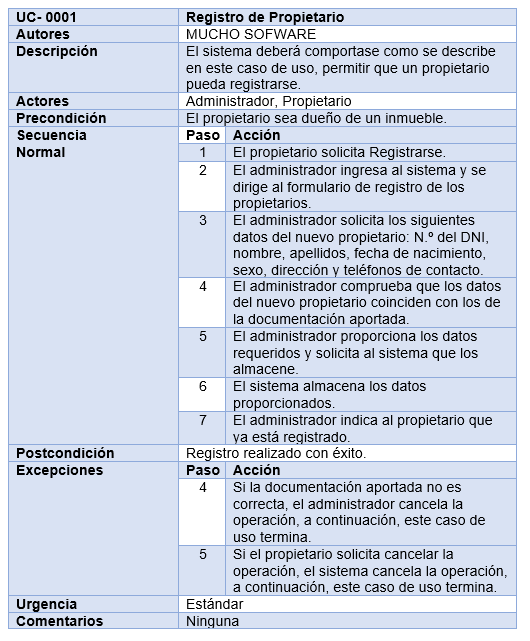 UC- 0001 Registro de Propietario
Autores MUCHO SOFWARE
Descripción El sistema deberá comportase como se describe
en este caso de uso, permitir que un propietario
pueda registrarse.
Actores Administrador, Propietario
Precondición El propietario sea dueño de un inmueble.
Secuencia Paso Acción
Normal 1 El propietario solicita Registrarse.
2 El administrador ingresa al sistema y se
dirige al formulario de registro de los
propietarios.
3 El administrador solicita los siguientes
datos del nuevo propietario: N.º del DNI,
nombre, apellidos, fecha de nacimiento,
sexo, dirección y teléfonos de contacto.
4 El administrador comprueba que los datos
del nuevo propietario coinciden con los de
la documentación aportada.
5 El administrador proporciona los datos
requeridos y solicita al sistema que los
almacene.
6 El sistema almacena los datos
proporcionados.
7 El administrador indica al propietario que
ya está registrado.
Postcondición Registro realizado con éxito.
Excepciones Paso Acción
4 Si la documentación aportada no es
correcta, el administrador cancela la
operación, a continuación, este caso de
uso termina.
5 Si el propietario solicita cancelar la
operación, el sistema cancela la operación,
a continuación, este caso de uso termina.
Urgencia Estándar
Comentarios Ninguna